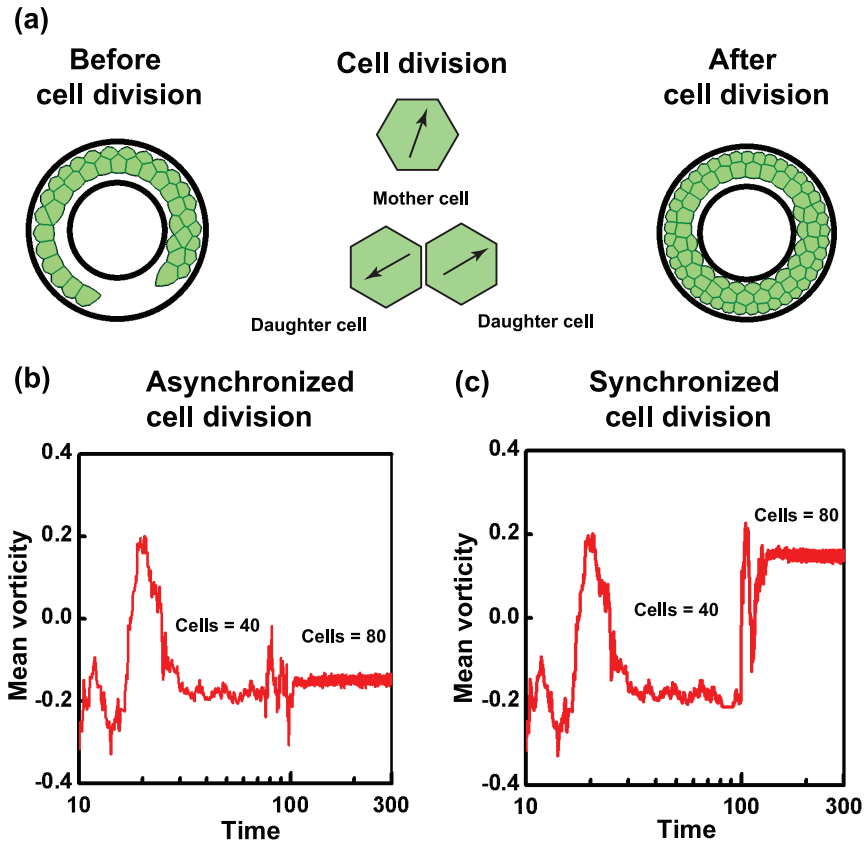 (a)
Before
cell division
Cell division
After
cell division
Mother cell
Daughter cell
Daughter cell
(b)
Asynchronized
cell division
(c)
Synchronized
cell division
0.4
0.2
0.0
-0.2
-0.4
Mean vorticity
Cells = 40
Cells = 80
10
100
300
Time
0.4
0.2
0.0
-0.2
-0.4
Mean vorticity
Cells = 80
Cells = 40
10
100
300
Time